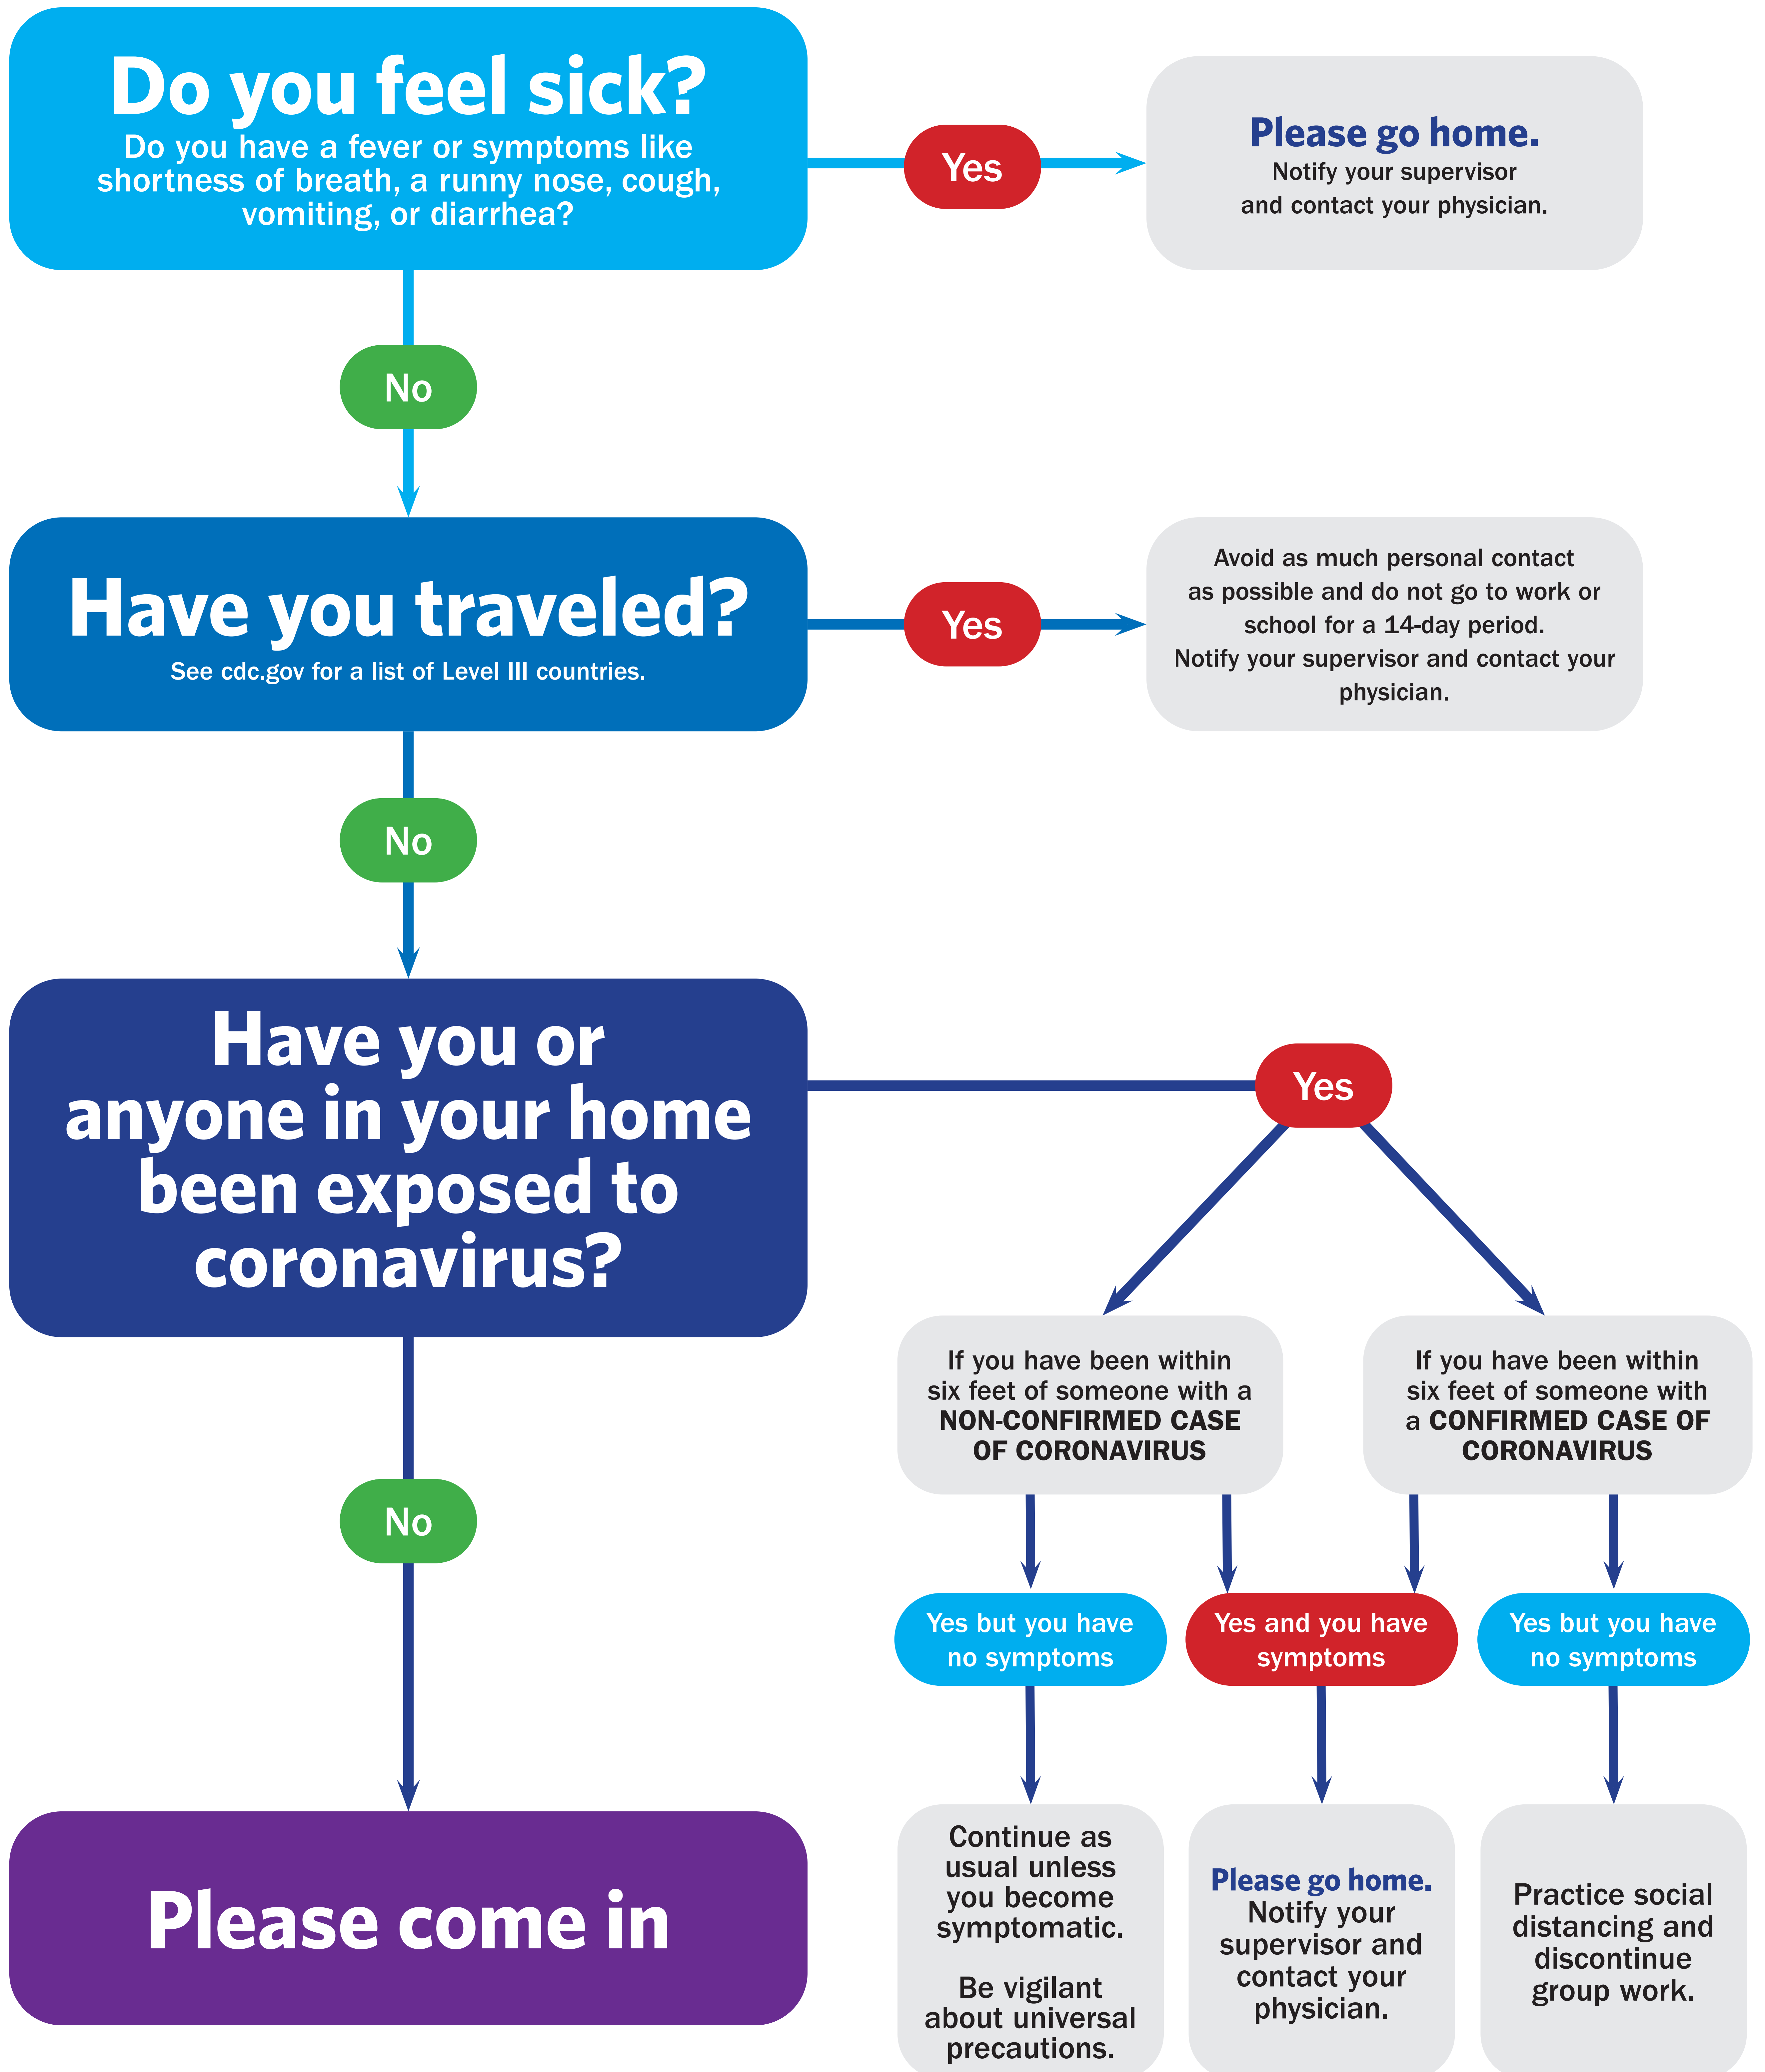 Do you feel sick?
Do you have a fever or symptoms like
shortness of breath, a runny nose, cough,
vomiting, or diarrhea?
Yes
Please go home.
Notify your supervisor
and contact your physician.
No
Have you traveled?
See cdc.gov for a list of Level III countries.
Yes
Avoid as much personal contact
as possible and do not go to work or
school for a 14-day period.
Notify your supervisor and contact your
physician.
No
Have you or
anyone in your home
been exposed to
coronavirus?
Yes
If you have been within
six feet of someone with a
NON-CONFIRMED CASE
OF CORONAVIRUS
If you have been within
six feet of someone with
a CONFIRMED CASE OF
CORONAVIRUS
No
Yes but you have
no symptoms
Yes and you have
symptoms
Yes but you have
no symptoms
Please come in
Continue as
usual unless
you become
symptomatic.
Be vigilant
about universal
precautions.
Please go home.
Notify your
supervisor and
contact your
physician.
Practice social
distancing and
discontinue
group work.